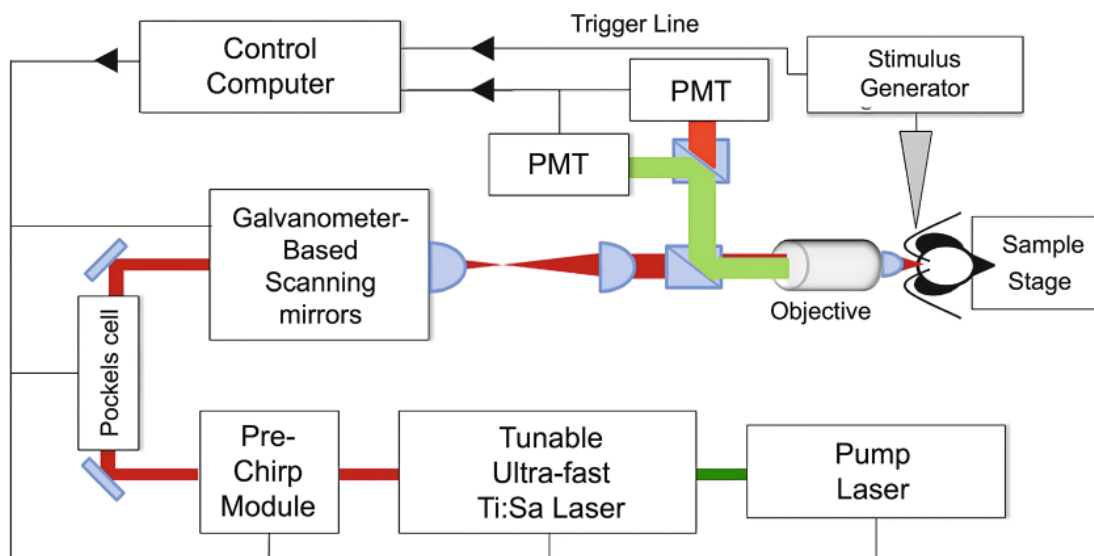 Trigger Line
Control
Computer
Stimulus
Generator
PMT
PMT
Galvanometer-
Based
Scanning
mirrors
Objective
Sample
Stage
Pockels cell
Pre-
Chirp
Module
Tunable
Ultra-fast
Ti:Sa Laser
Pump
Laser